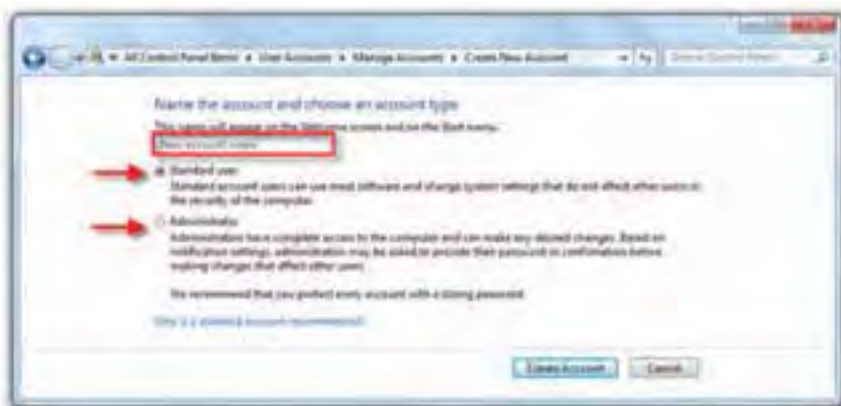 All Control Panel Items ▸ User Accounts ▸ Manage Accounts ▸ Create New Account
Name the account and choose an account type
This name will appear on the Welcome screen and on the Start menu.
New account name
Standard user
Standard account users can use most software and change system settings that do not affect other users or
the security of the computer.
Administrator
Administrators have complete access to the computer and can make any desired changes. Based on
notification settings, administrators may be asked to provide their password or confirmation before
making changes that affect other users.
We recommend that you protect every account with a strong password.
Why is a standard account recommended?
Create Account
Cancel